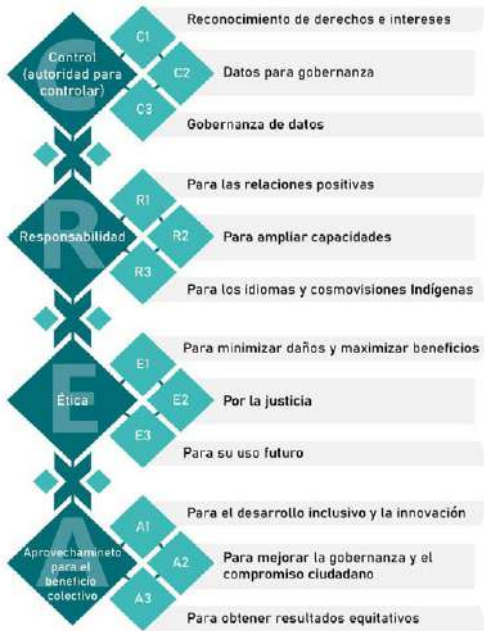 C
Control
(autoridad para
controlar)
C1
Reconocimiento de derechos e intereses
C2
Datos para gobernanza
C3
Gobernanza de datos
R
Responsabilidad
R1
Para las relaciones positivas
R2
Para ampliar capacidades
R3
Para los idiomas y cosmovisiones Indígenas
E
Ética
E1
Para minimizar daños y maximizar beneficios
E2
Por la justicia
E3
Para su uso futuro
A
Aprovechamineto
para el
beneficio
colectivo
A1
Para el desarrollo inclusivo y la innovación
A2
Para mejorar la gobernanza y el
compromiso ciudadano
A3
Para obtener resultados equitativos